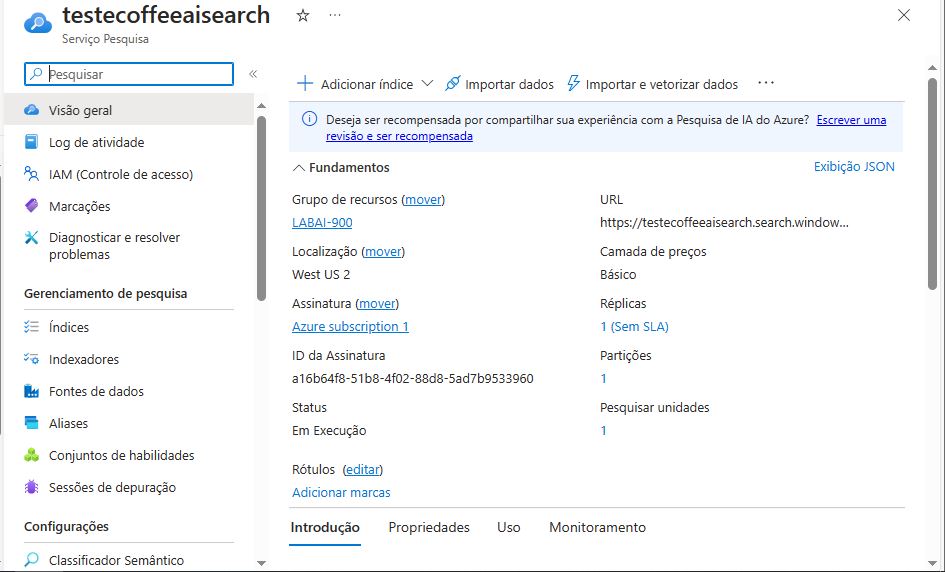 testecoffeeaisearch
Serviço Pesquisa
Pesquisar
Visão geral
Log de atividade
IAM (Controle de acesso)
Marcações
Diagnosticar e resolver
problemas
Gerenciamento de pesquisa
Índices
Indexadores
Fontes de dados
Aliases
Conjuntos de habilidades
Sessões de depuração
Configurações
Classificador Semântico
Adicionar índice
Importar dados
Importar e vetorizar dados
Deseja ser recompensada por compartilhar sua experiência com a Pesquisa de IA do Azure? Escrever uma
revisão e ser recompensada
Fundamentos
Exibição JSON
Grupo de recursos (mover)
LABAI-900
Localização (mover)
West US 2
Assinatura (mover)
Azure subscription 1
ID da Assinatura
a16b64f8-51b8-4f02-88d8-5ad7b9533960
Status
Em Execução
URL
https://testecoffeeaisearch.search.window...
Camada de preços
Básico
Réplicas
1 (Sem SLA)
Partições
1
Pesquisar unidades
1
Rótulos (editar)
Adicionar marcas
Introdução
Propriedades
Uso
Monitoramento